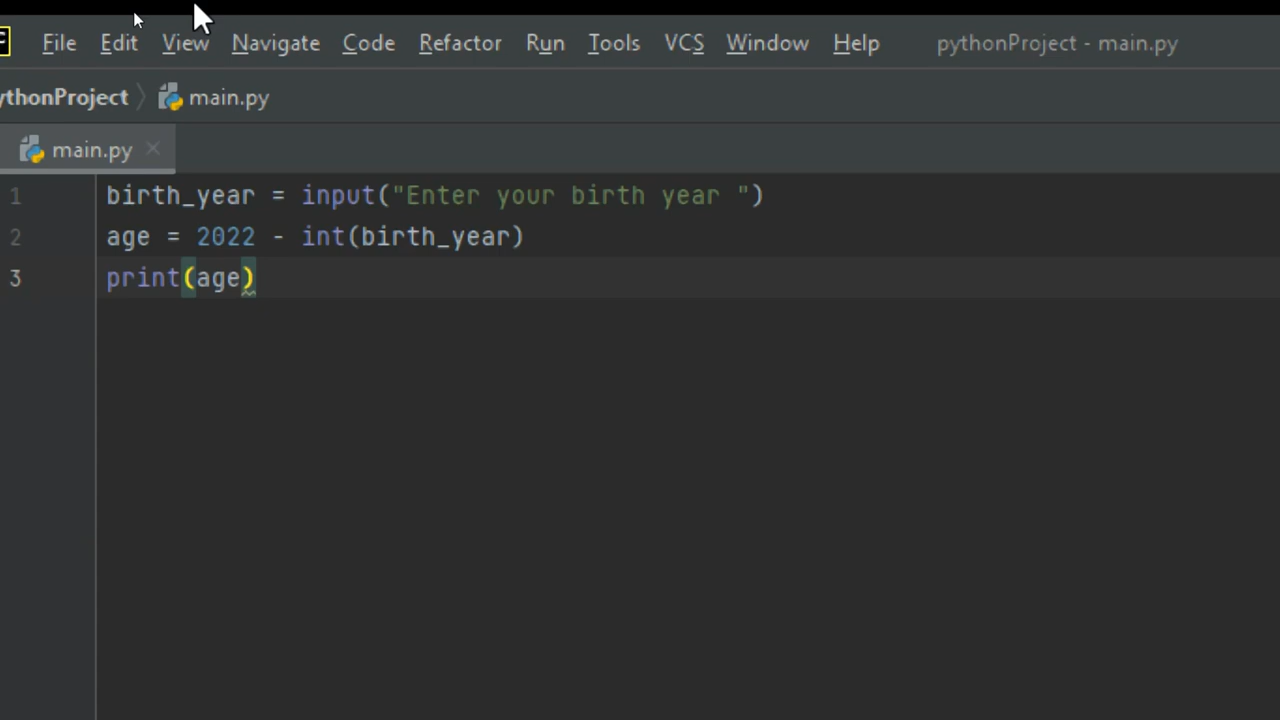 C File Edit View Navigate Code Refactor Run Tools VCS Window Help pythonProject - main.py
ythonProject main.py
main.py
1 birth_year = input("Enter your birth year ")
2 age = 2022 - int(birth_year)
3 print(age)